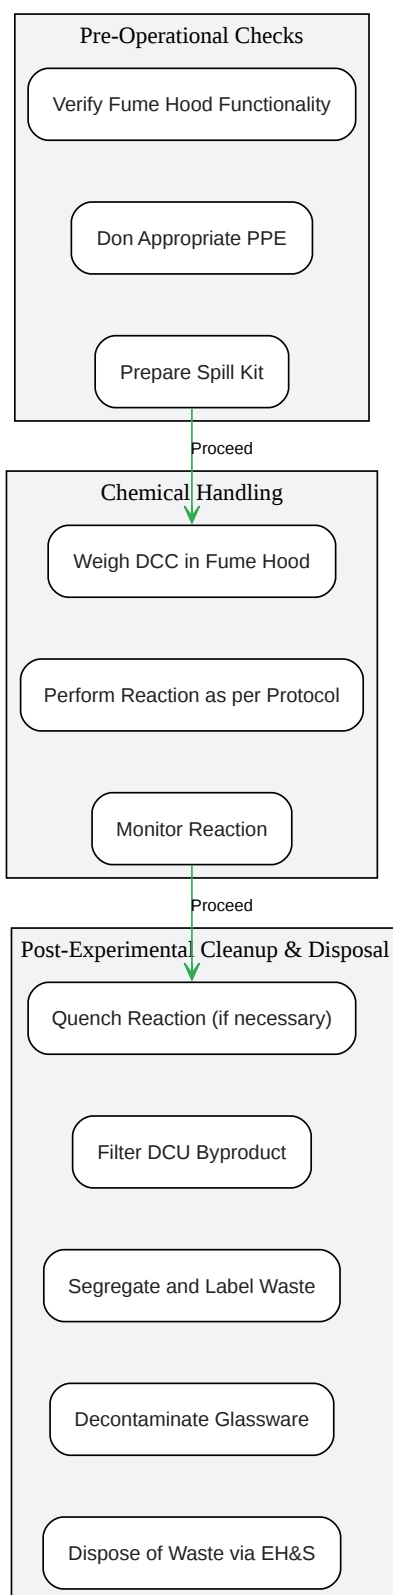 Pre-Operational Checks
Verify Fume Hood Functionality
Don Appropriate PPE
Prepare Spill Kit
Proceed
Chemical Handling
Weigh DCC in Fume Hood
Perform Reaction as per Protocol
Monitor Reaction
Proceed
Post-Experimental Cleanup & Disposal
Quench Reaction (if necessary)
Filter DCU Byproduct
Segregate and Label Waste
Decontaminate Glassware
Dispose of Waste via EH&S